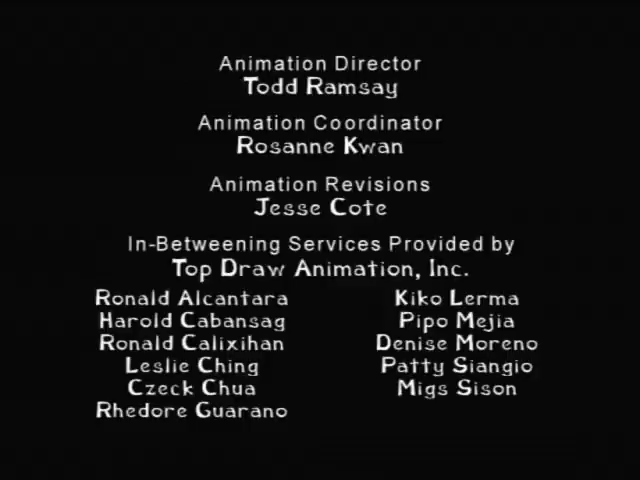 Animation Director
Todd Ramsay
Animation Coordinator
Rosanne Kwan
Animation Revisions
Jesse Cote
In-Betweening Services Provided by
Top Draw Animation, Inc.
Ronald Alcantara
Harold Cabansag
Ronald Calixihan
Leslie Ching
Czeck Chua
Rhedore Guarano
Kiko Lerma
Pipo Mejia
Denise Moreno
Patty Siangio
Migs Sison